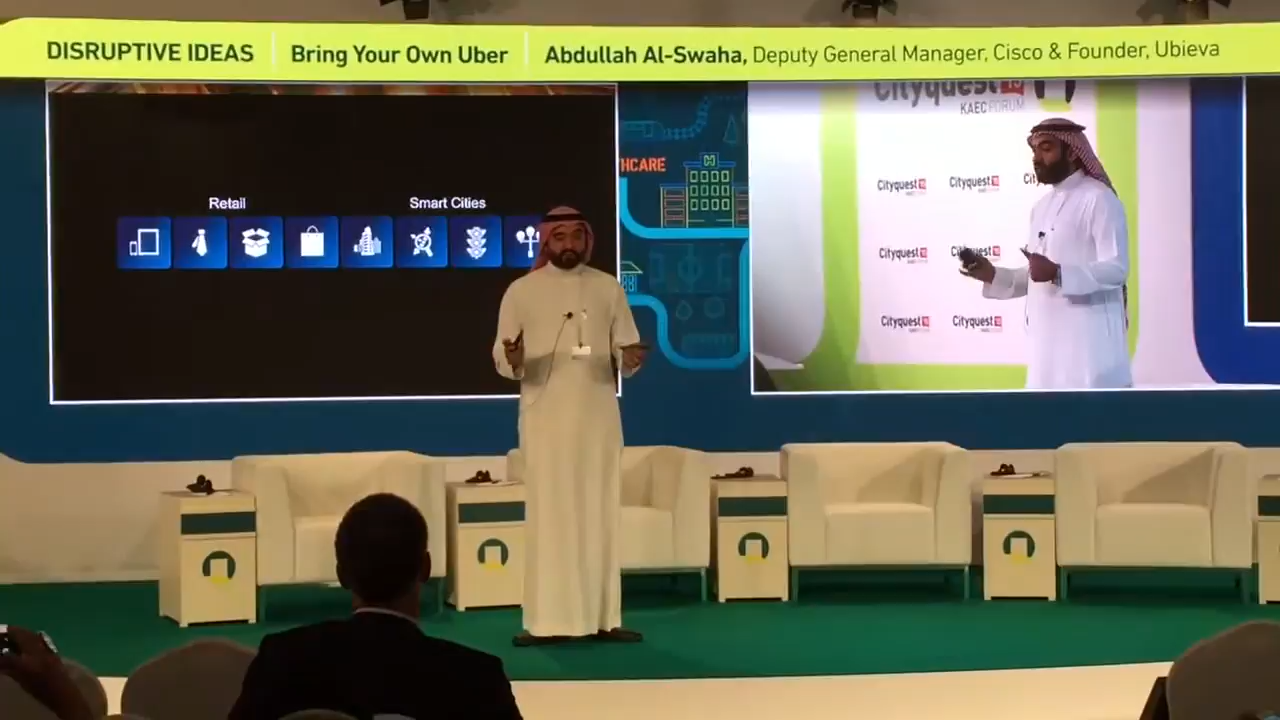 DISRUPTIVE IDEAS Bring Your Own Uber Abdullah Al-Swaha, Deputy General Manager, Cisco & Founder, Ubieva
Retail Smart Cities
HCARE
H
Cityquest 15
KAEC FORUM
Cityquest Cityquest
Cityquest Cityquest
Cityquest Cityquest